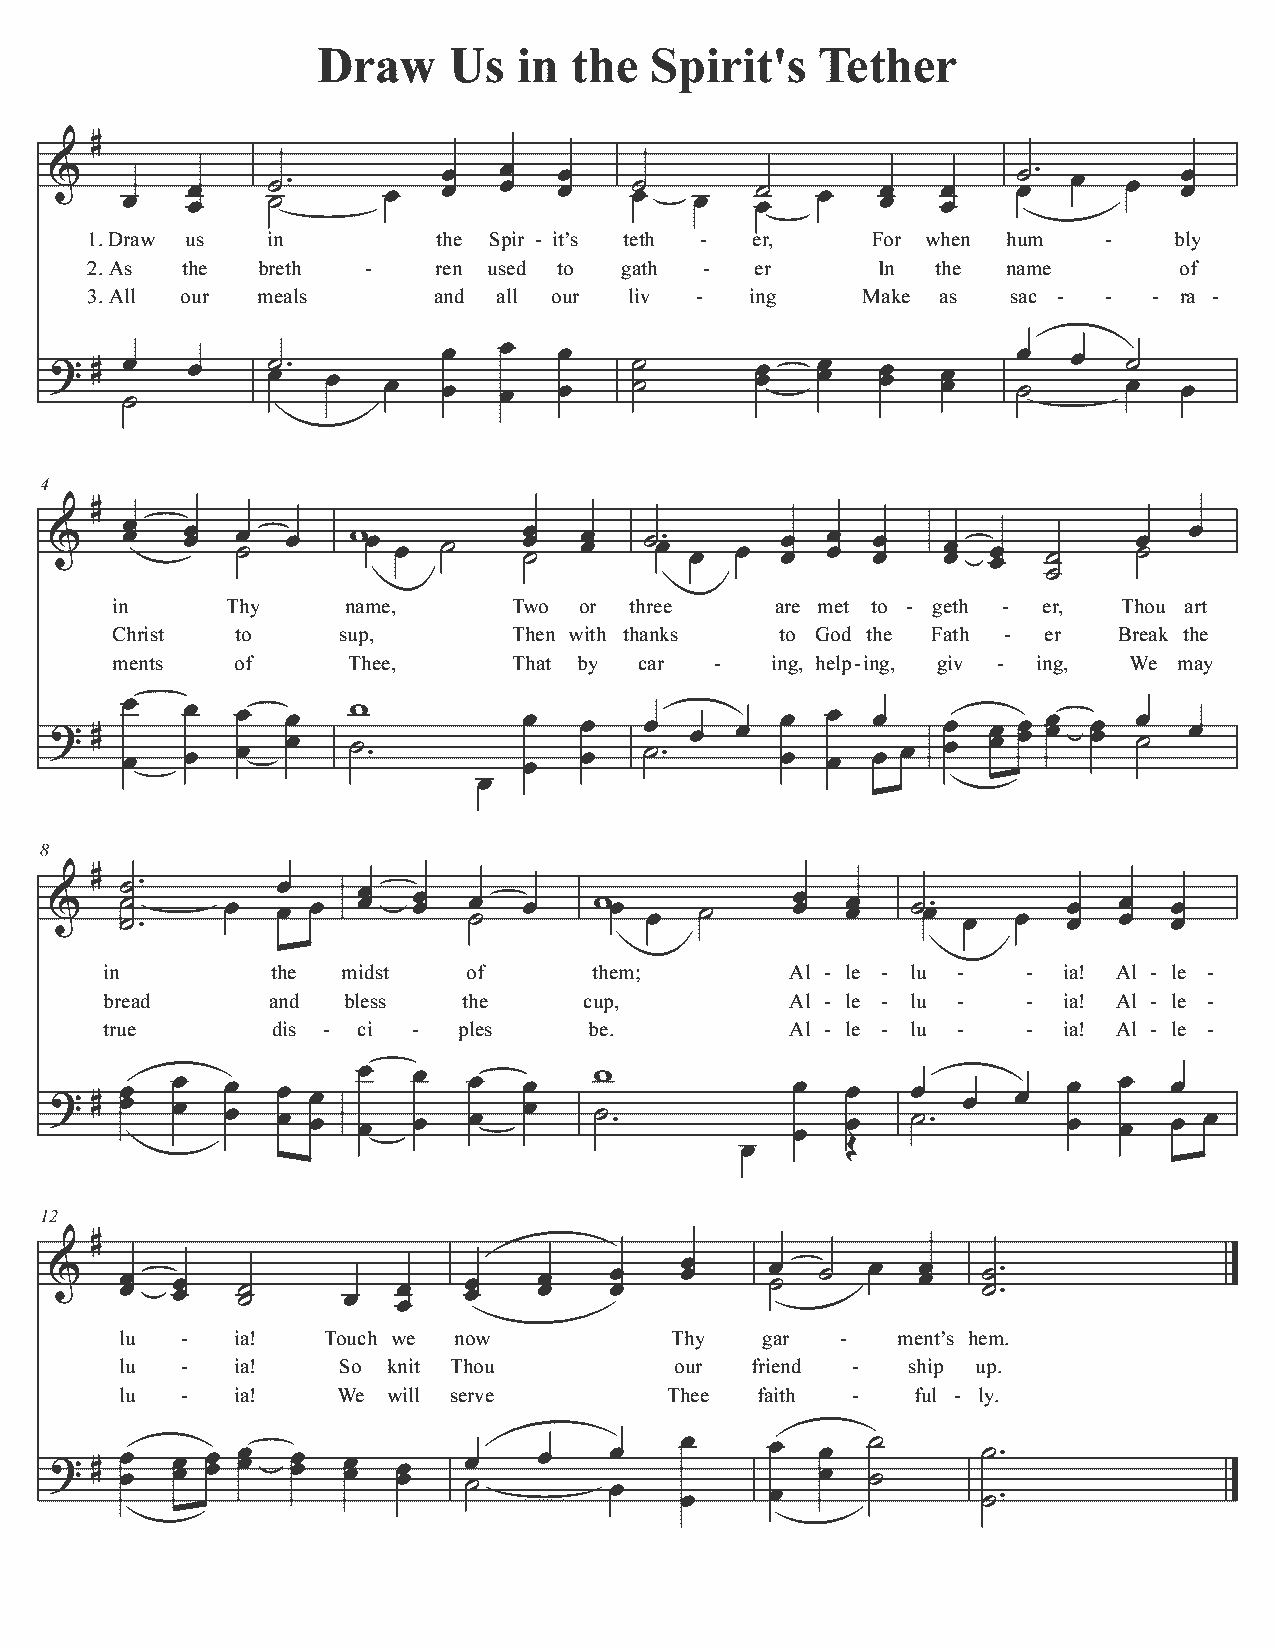 Draw Us in the Spirit's Tether
1. Draw us in the Spir - it’s teth - er, For when hum - bly
2. As the breth - ren used to gath - er In the name of
3. All our meals and all our liv - ing Make as sac - - - ra -
4
in Thy name, Two or three are met to - geth - er, Thou art
Christ to sup, Then with thanks to God the Fath - er Break the
ments of Thee, That by car - ing, help-ing, giv - ing, We may
8
in the midst of them; Al - le - lu - - ia! Al - le -
bread and bless the cup, Al - le - lu - - ia! Al - le -
true dis - ci - ples be. Al - le - lu - - ia! Al - le -
12
lu - ia! Touch we now Thy gar - ment’s hem.
lu - ia! So knit Thou our friend - ship up.
lu - ia! We will serve Thee faith - ful - ly.